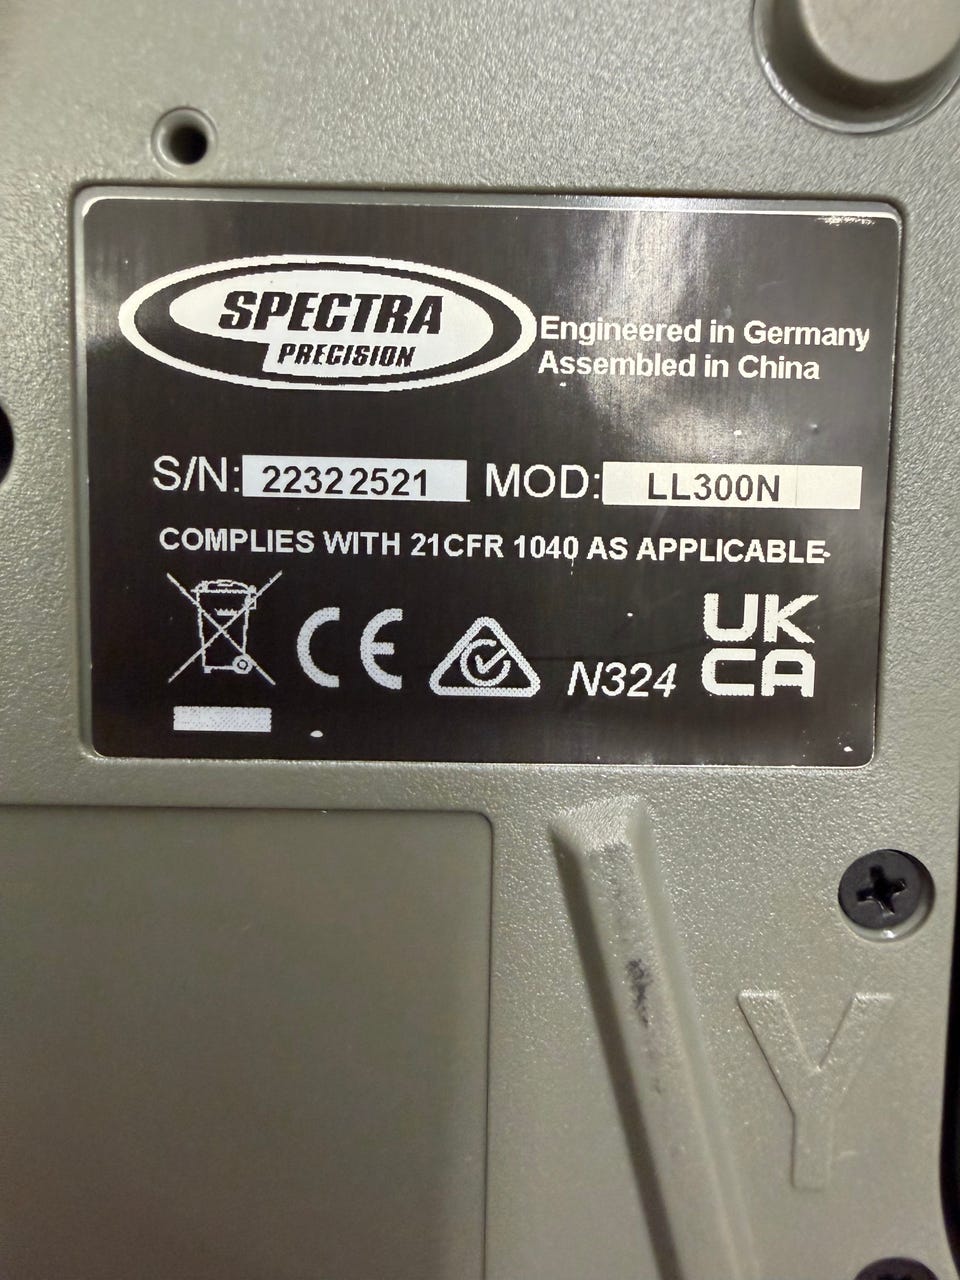 SPECTRA
PRECISION
Engineered in Germany
Assembled in China
S/N: 22322521 MOD: LL300N
COMPLIES WITH 21CFR 1040 AS APPLICABLE
CE N324 UK
CA
Y